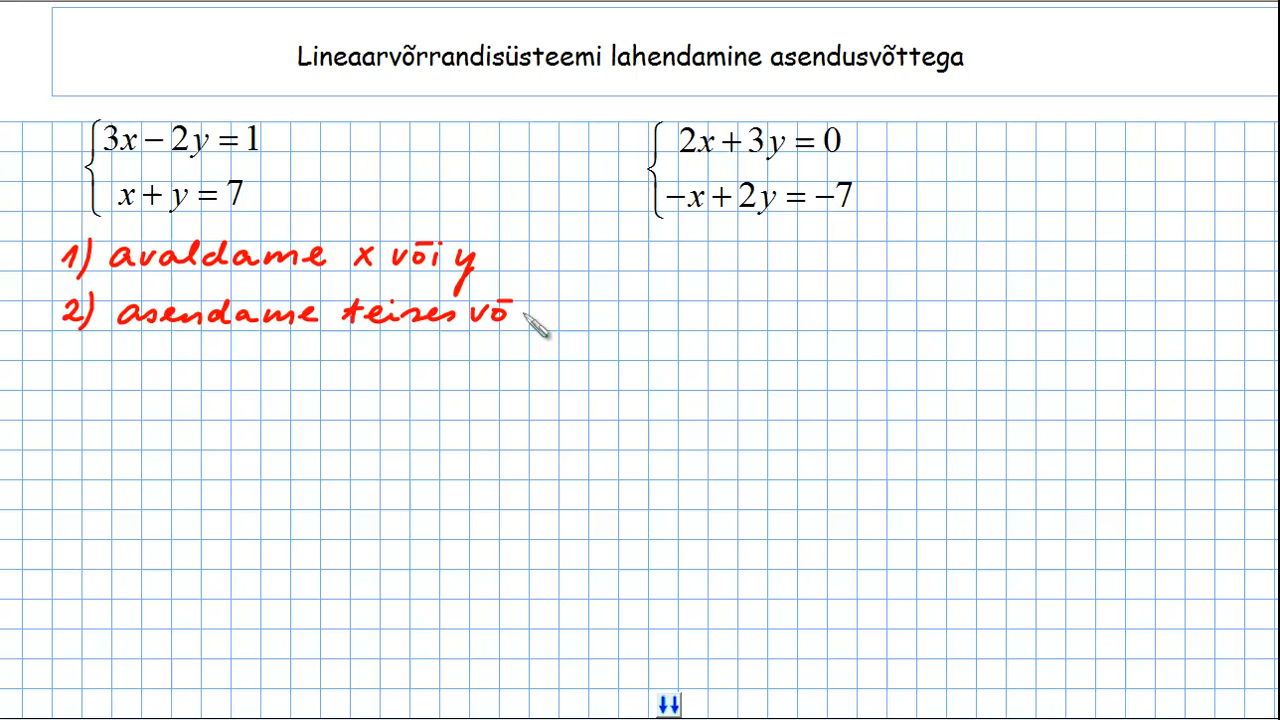 Lineaarvõrrandisüsteemi lahendamine asendusvõttega
3x − 2y = 1
x + y = 7
2x + 3y = 0
−x + 2y = −7
1) avaldame x või y
2) asendame teises võ